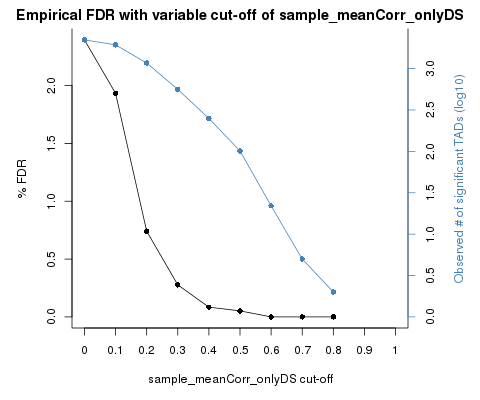 Empirical FDR with variable cut-off of sample_meanCorr_onlyDS
% FDR
2.0
1.5
1.0
0.5
0.0
3.0
2.5
2.0
1.5
1.0
0.5
0.0
Observed # of significant TADs (log10)
0 0.1 0.2 0.3 0.4 0.5 0.6 0.7 0.8 0.9 1
sample_meanCorr_onlyDS cut-off